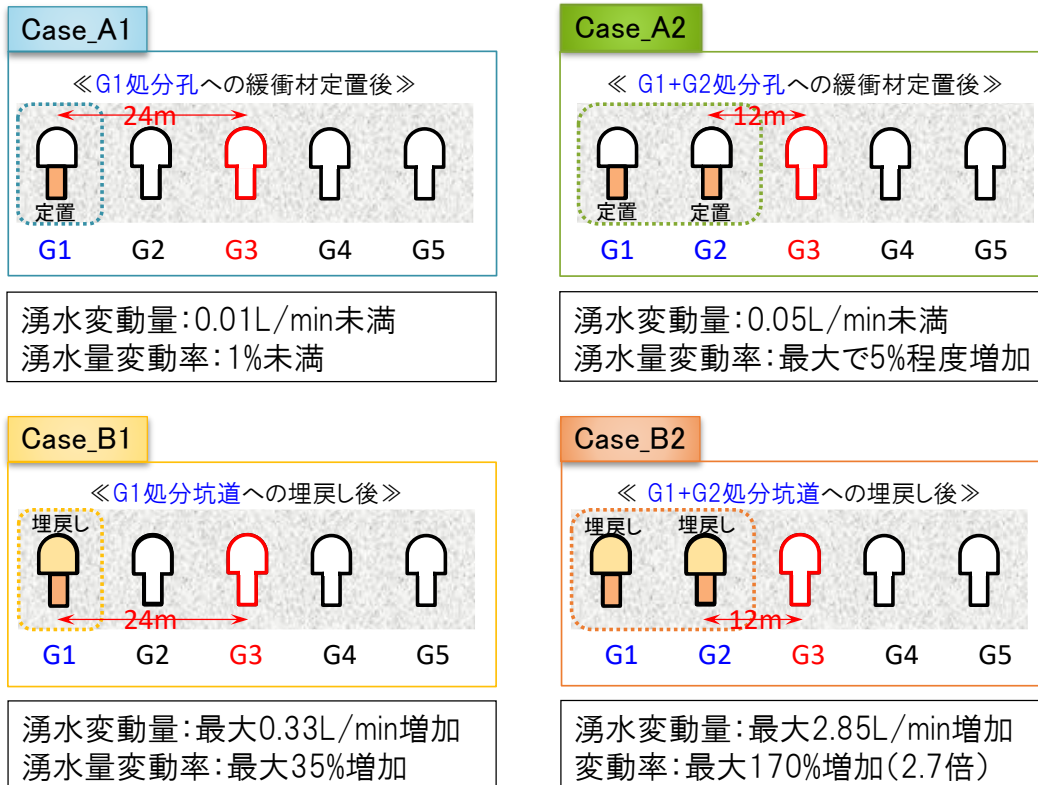 Case_A1
≪G1処分孔への緩衝材定置後≫
24m
定置
G1 G2 G3 G4 G5
湧水変動量：0.01L/min未満
湧水量変動率：1%未満
Case_A2
≪ G1+G2処分孔への緩衝材定置後≫
12m
定置 定置
G1 G2 G3 G4 G5
湧水変動量：0.05L/min未満
湧水量変動率：最大で5%程度増加
Case_B1
≪G1処分坑道への埋戻し後≫
埋戻し
24m
G1 G2 G3 G4 G5
湧水変動量：最大0.33L/min増加
湧水量変動率：最大35%増加
Case_B2
≪ G1+G2処分坑道への埋戻し後≫
埋戻し 埋戻し
12m
G1 G2 G3 G4 G5
湧水変動量：最大2.85L/min増加
変動率：最大170%増加（2.7倍）